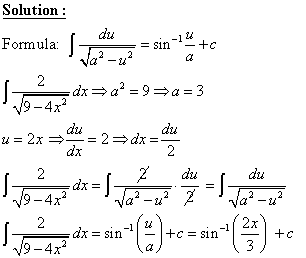 Solution :
Formula: ∫ du/√(a² − u²) = sin⁻¹ u/a + c
∫ 2/√(9 − 4x²) dx ⇒ a² = 9 ⇒ a = 3
u = 2x ⇒ du/dx = 2 ⇒ dx = du/2
∫ 2/√(9 − 4x²) dx = ∫ 2/√(a² − u²) · du/2 = ∫ du/√(a² − u²)
∫ 2/√(9 − 4x²) dx = sin⁻¹(u/a) + c = sin⁻¹(2x/3) + c